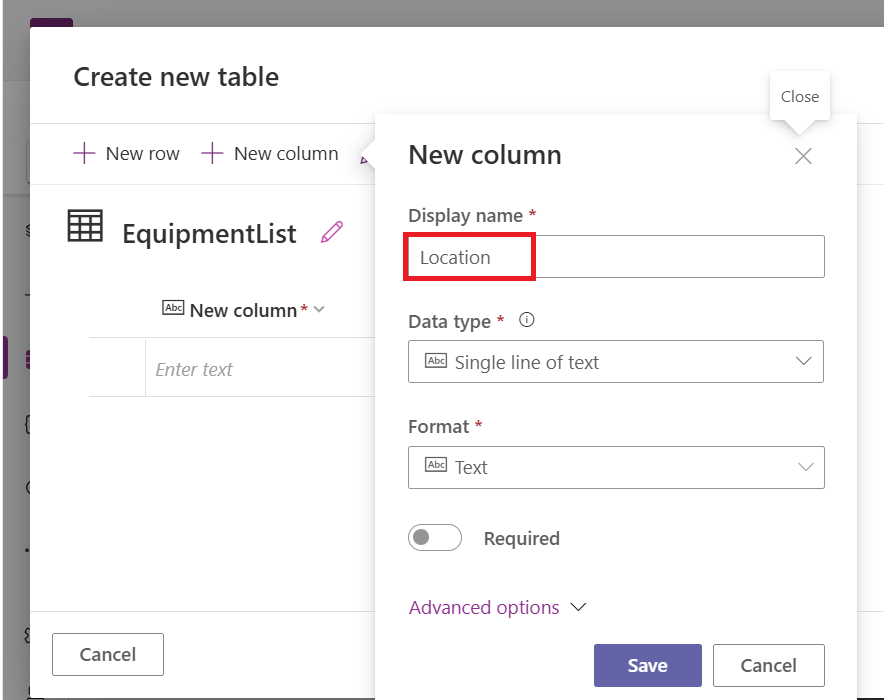 Create new table
Close
New row
New column
New column
Display name *
EquipmentList
Location
Abc New column *
Data type *
Enter text
Abc Single line of text
Format *
Abc Text
Required
Advanced options
Cancel
Save
Cancel